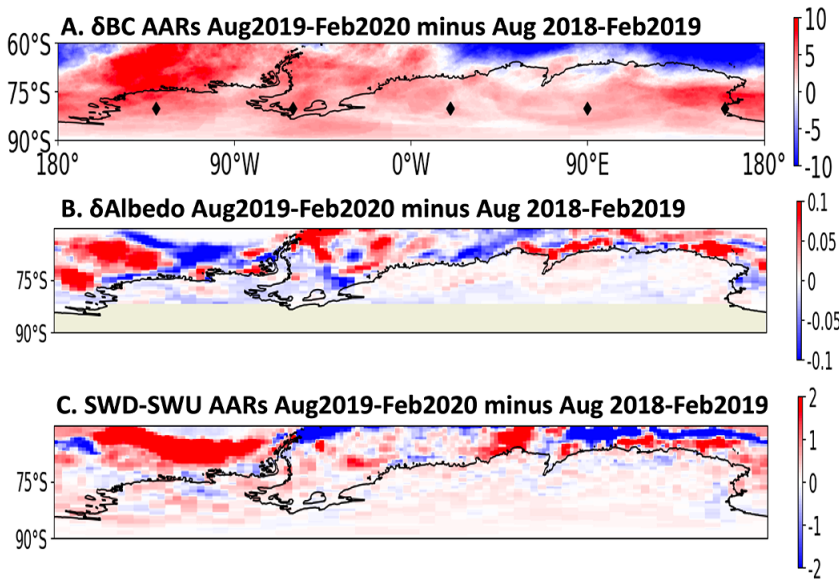 A. δBC AARs Aug2019-Feb2020 minus Aug 2018-Feb2019
60°S
75°S
90°S
180°
90°W
0°W
90°E
180°
10
5
0
-5
-10
B. δAlbedo Aug2019-Feb2020 minus Aug 2018-Feb2019
75°S
90°S
0.1
0.05
0
-0.05
-0.1
C. SWD-SWU AARs Aug2019-Feb2020 minus Aug 2018-Feb2019
75°S
90°S
2
1
0
-1
-2